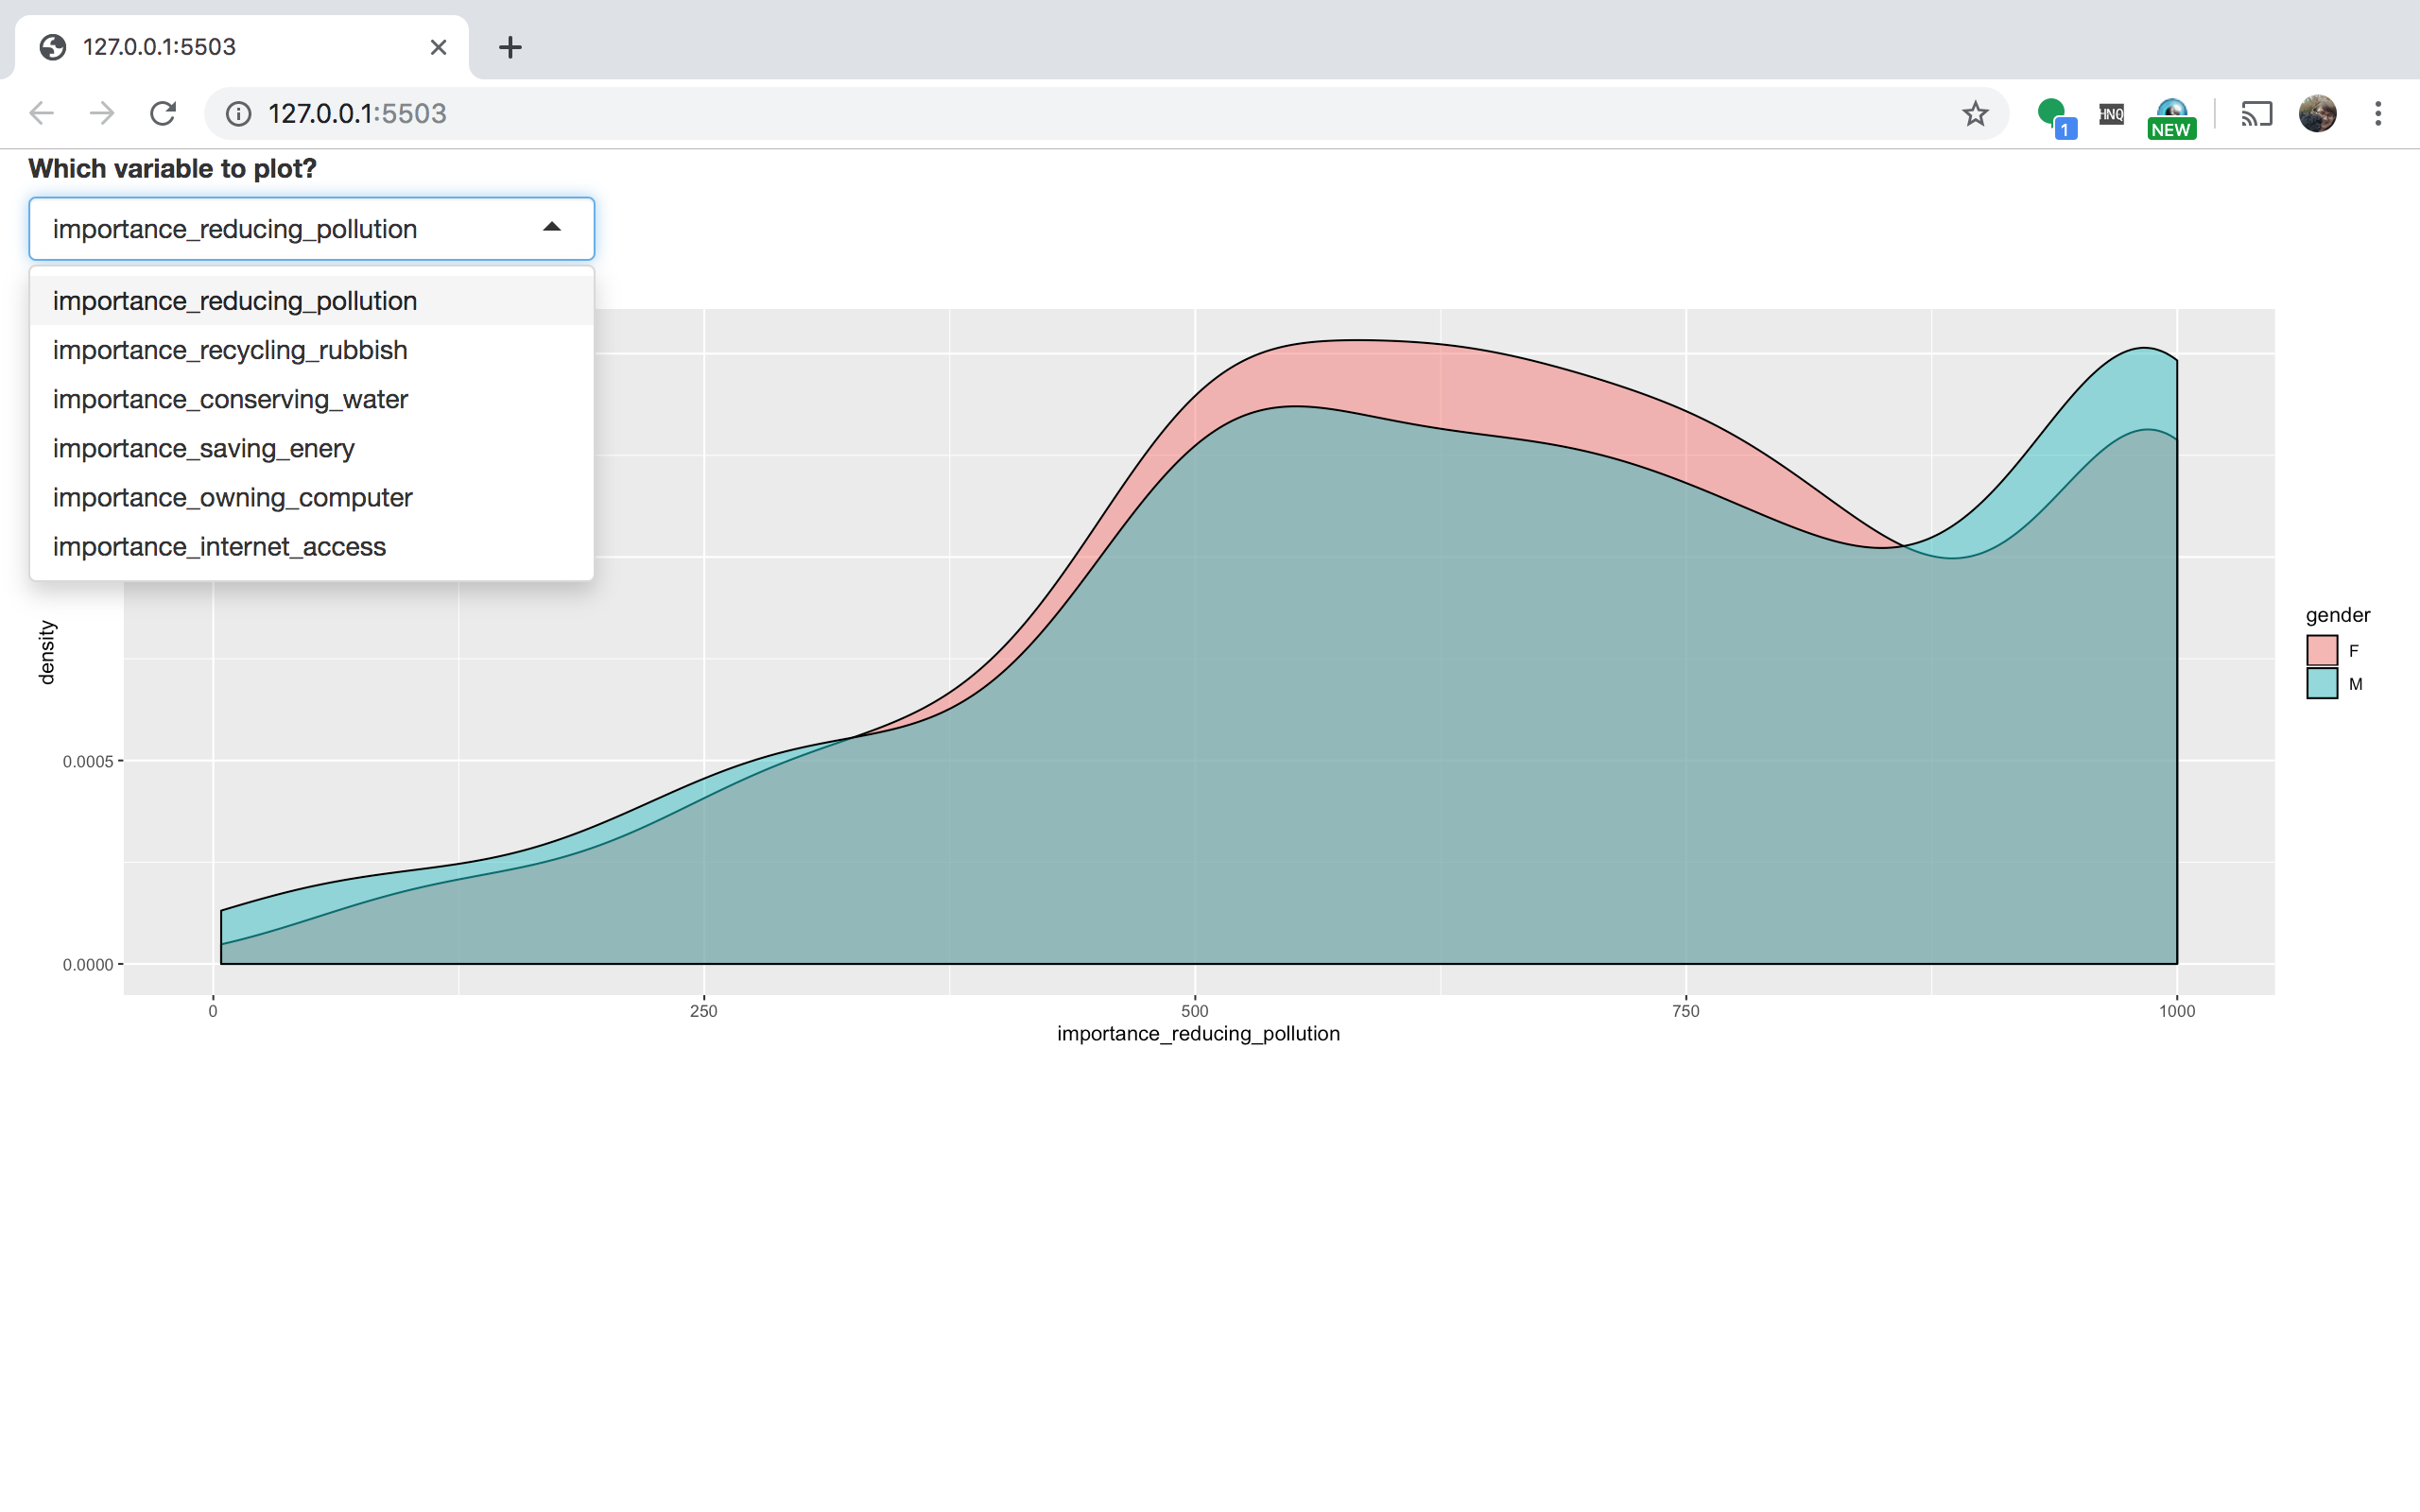 127.0.0.1:5503
127.0.0.1:5503
1
HNQ
NEW
Which variable to plot?
importance_reducing_pollution
importance_reducing_pollution
importance_recycling_rubbish
importance_conserving_water
importance_saving_enery
importance_owning_computer
importance_internet_access
density
0.0005
0.0000
0 250 500 750 1000
importance_reducing_pollution
gender
F
M